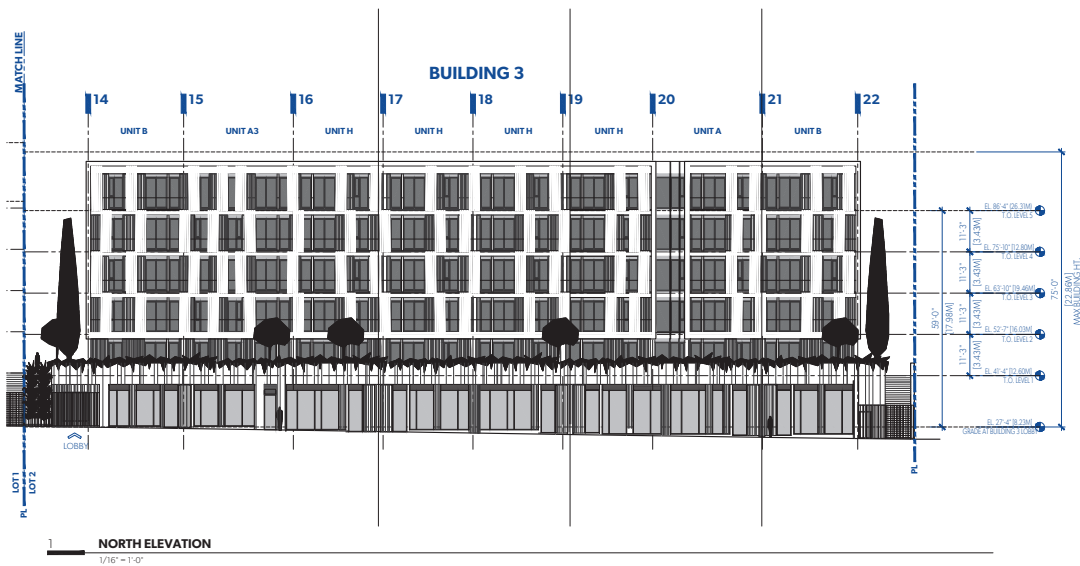 MATCH LINE
BUILDING 3
14
15
16
17
18
19
20
21
22
UNIT B
UNIT A3
UNIT H
UNIT H
UNIT H
UNIT H
UNIT A
UNIT B
EL. 86'-4" [26.31M]
T.O. LEVEL 5
11'-3"
[3.43M]
EL. 75'-10" [12.80M]
T.O. LEVEL 4
11'-3"
[3.43M]
EL. 63'-10" [19.46M]
T.O. LEVEL 3
11'-3"
[3.43M]
EL. 52'-7" [16.03M]
T.O. LEVEL 2
11'-3"
[3.43M]
EL. 41'-4" [12.60M]
T.O. LEVEL 1
EL. 27'-4" [8.23M]
GRADE AT BUILDING 3 LOBBY
59'-0"
[17.98M]
75'-0"
[22.86M]
MAX BUILDING HT.
LOBBY
LOT 1
PL
LOT 2
PL
1
NORTH ELEVATION
1/16" = 1'-0"